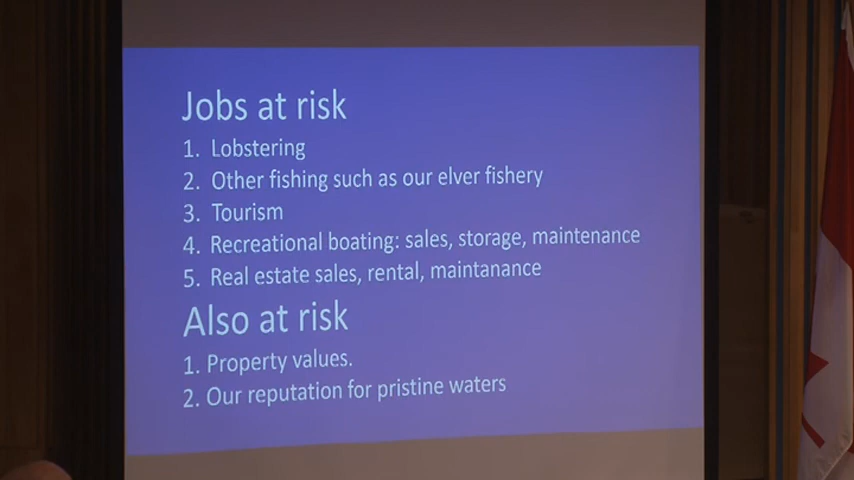 Jobs at risk
1. Lobstering
2. Other fishing such as our elver fishery
3. Tourism
4. Recreational boating: sales, storage, maintenance
5. Real estate sales, rental, maintanance
Also at risk
1. Property values.
2. Our reputation for pristine waters